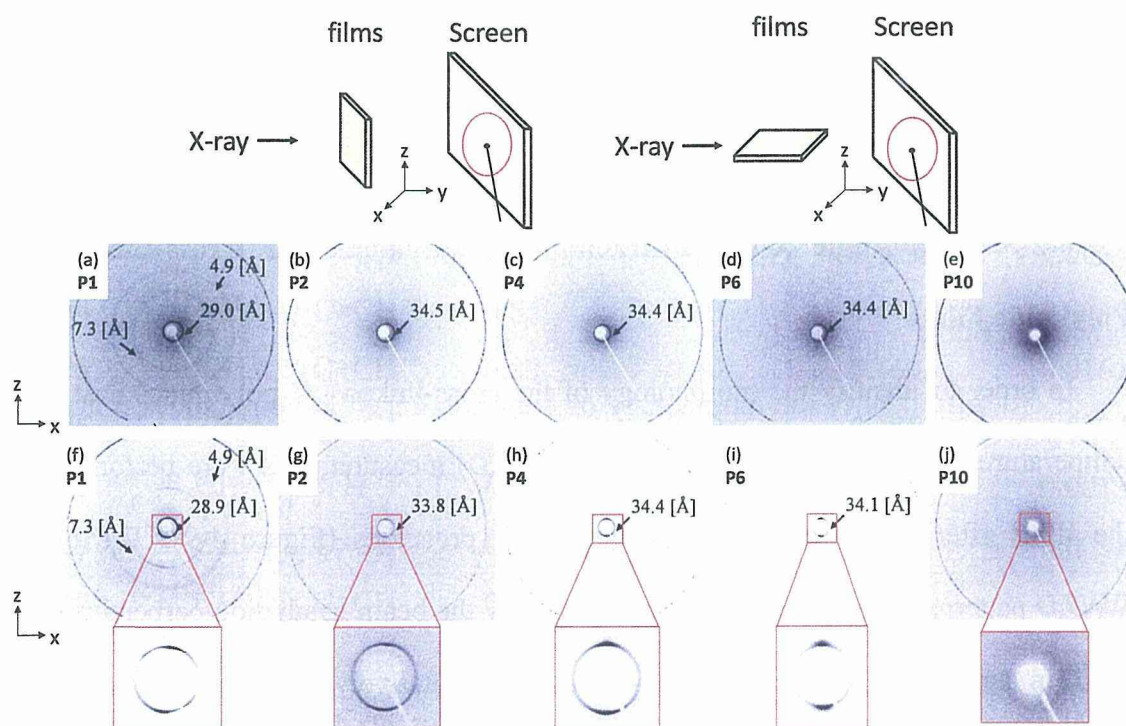 films Screen
films Screen
X-ray
z
y
x
X-ray
z
y
x
(a)
P1
4.9 [Å]
29.0 [Å]
7.3 [Å]
(b)
P2
34.5 [Å]
(c)
P4
34.4 [Å]
(d)
P6
34.4 [Å]
(e)
P10
z
x
(f)
P1
4.9 [Å]
28.9 [Å]
7.3 [Å]
(g)
P2
33.8 [Å]
(h)
P4
34.4 [Å]
(i)
P6
34.1 [Å]
(j)
P10
z
x